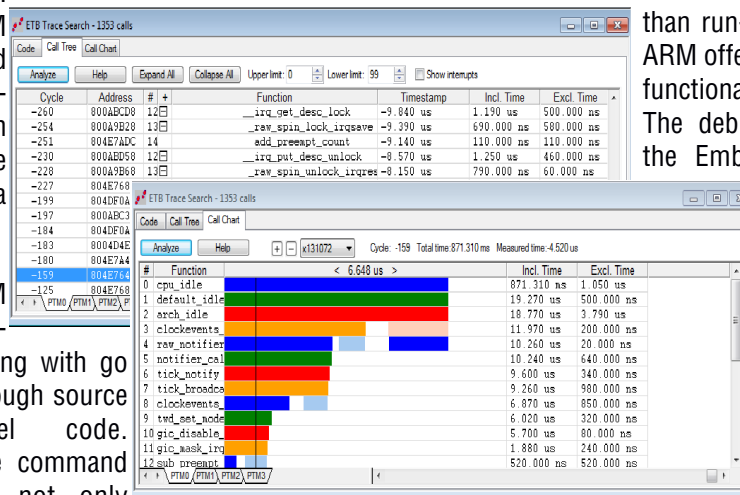 than run-
ARM offe
functiona
The deb
the Emb
ng with go
ough source
el code.
e command
not only
ETB Trace Search - 1353 calls
Code Call Tree Call Chart
Analyze Help Expand All Collapse All Upper limit: 0 Lower limit: 99 Show interrupts
Cycle Address # + Function Timestamp Incl. Time Excl. Time
-260 800ABCD8 12 __irq_get_desc_lock -9.840 us 1.190 us 500.000 ns
-254 800A9B28 13 _raw_spin_lock_irqsave -9.390 us 690.000 ns 580.000 ns
-251 804E7ADC 14 add_preempt_count -9.140 us 110.000 ns 110.000 ns
-230 800ABD58 12 __irq_put_desc_unlock -8.570 us 1.250 us 460.000 ns
-228 800A9B68 13 _raw_spin_unlock_irqres -8.150 us 790.000 ns 60.000 ns
-227 804E768
-199 804DF0A
-197 800ABC3
-184 804DF0A
-183 8004D4E
-180 804E7A4
-159 804E764
-125 804E768
PTM0 PTM1 PTM2 P
ETB Trace Search - 1353 calls
Code Call Tree Call Chart
Analyze Help + - x131072 Cycle: -159 Total time:871.310 ms Measured time:-4.520 us
# Function < 6.648 us > Incl. Time Excl. Time
0 cpu_idle 871.310 ms 1.050 us
1 default_idle 19.270 us 500.000 ns
2 arch_idle 18.770 us 3.790 us
3 clockevents_ 11.970 us 200.000 ns
4 raw_notifier 10.260 us 20.000 ns
5 notifier_cal 10.240 us 640.000 ns
6 tick_notify 9.600 us 340.000 ns
7 tick_broadca 9.260 us 980.000 ns
8 clockevents_ 6.870 us 850.000 ns
9 twd_set_mode 6.020 us 320.000 ns
10 gic_disable_ 5.700 us 80.000 ns
11 gic_mask_irq 1.880 us 240.000 ns
12 sub_preempt_ 520.000 ns 520.000 ns
PTM0 PTM1 PTM2 PTM3